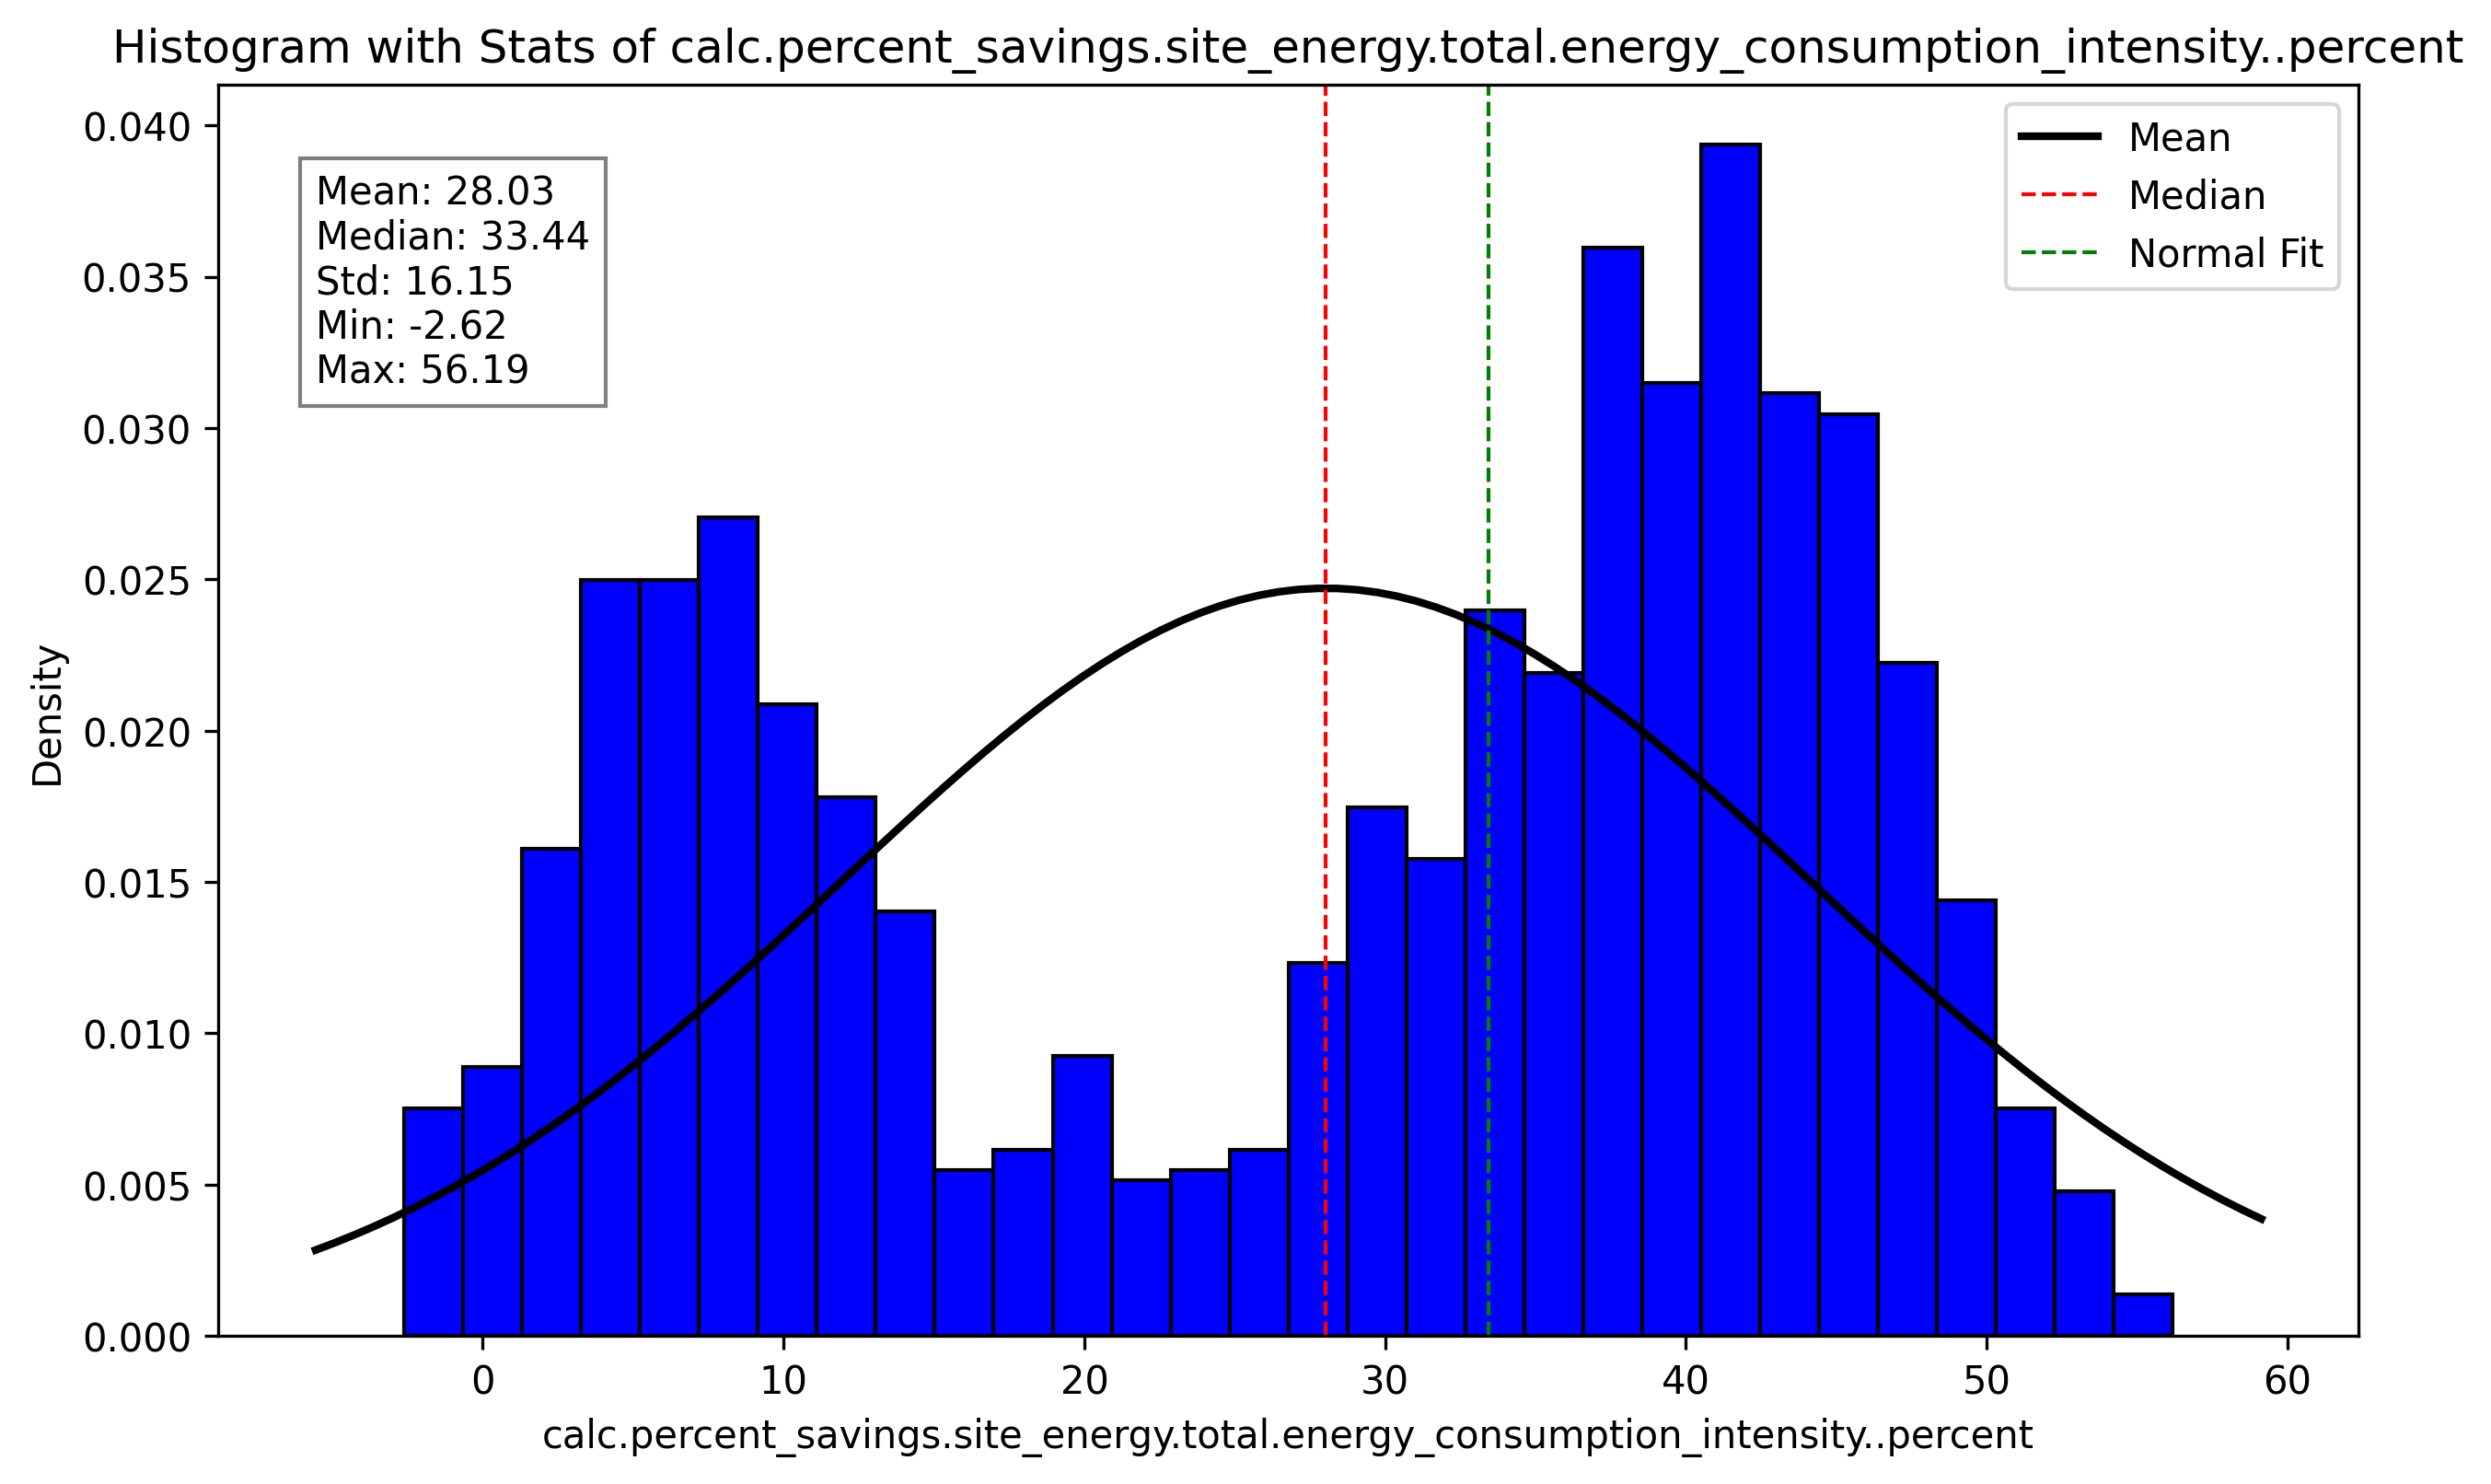 Histogram with Stats of calc.percent_savings.site_energy.total.energy_consumption_intensity..percent
Mean: 28.03
Median: 33.44
Std: 16.15
Min: -2.62
Max: 56.19
Mean
Median
Normal Fit
0.040
0.035
0.030
0.025
0.020
0.015
0.010
0.005
0.000
Density
0 10 20 30 40 50 60
calc.percent_savings.site_energy.total.energy_consumption_intensity..percent